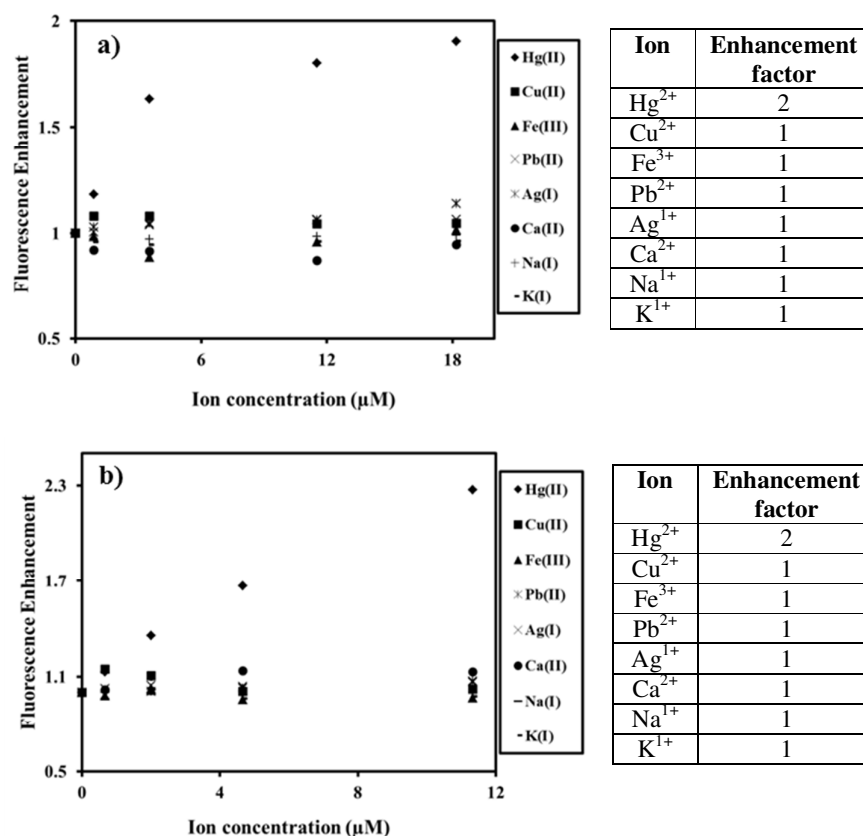 a)
2
1.5
1
0.5
0
6
12
18
Fluorescence Enhancement
Ion concentration (µM)
Hg(II)
Cu(II)
Fe(III)
Pb(II)
Ag(I)
Ca(II)
Na(I)
K(I)
Ion Enhancement
factor
Hg2+ 2
Cu2+ 1
Fe3+ 1
Pb2+ 1
Ag1+ 1
Ca2+ 1
Na1+ 1
K1+ 1
b)
2.3
1.7
1.1
0.5
0
6
12
Fluorescence Enhancement
Ion concentration (µM)
Hg(II)
Cu(II)
Fe(III)
Pb(II)
Ag(I)
Ca(II)
Na(I)
K(I)
Ion Enhancement
factor
Hg2+ 2
Cu2+ 1
Fe3+ 1
Pb2+ 1
Ag1+ 1
Ca2+ 1
Na1+ 1
K1+ 1